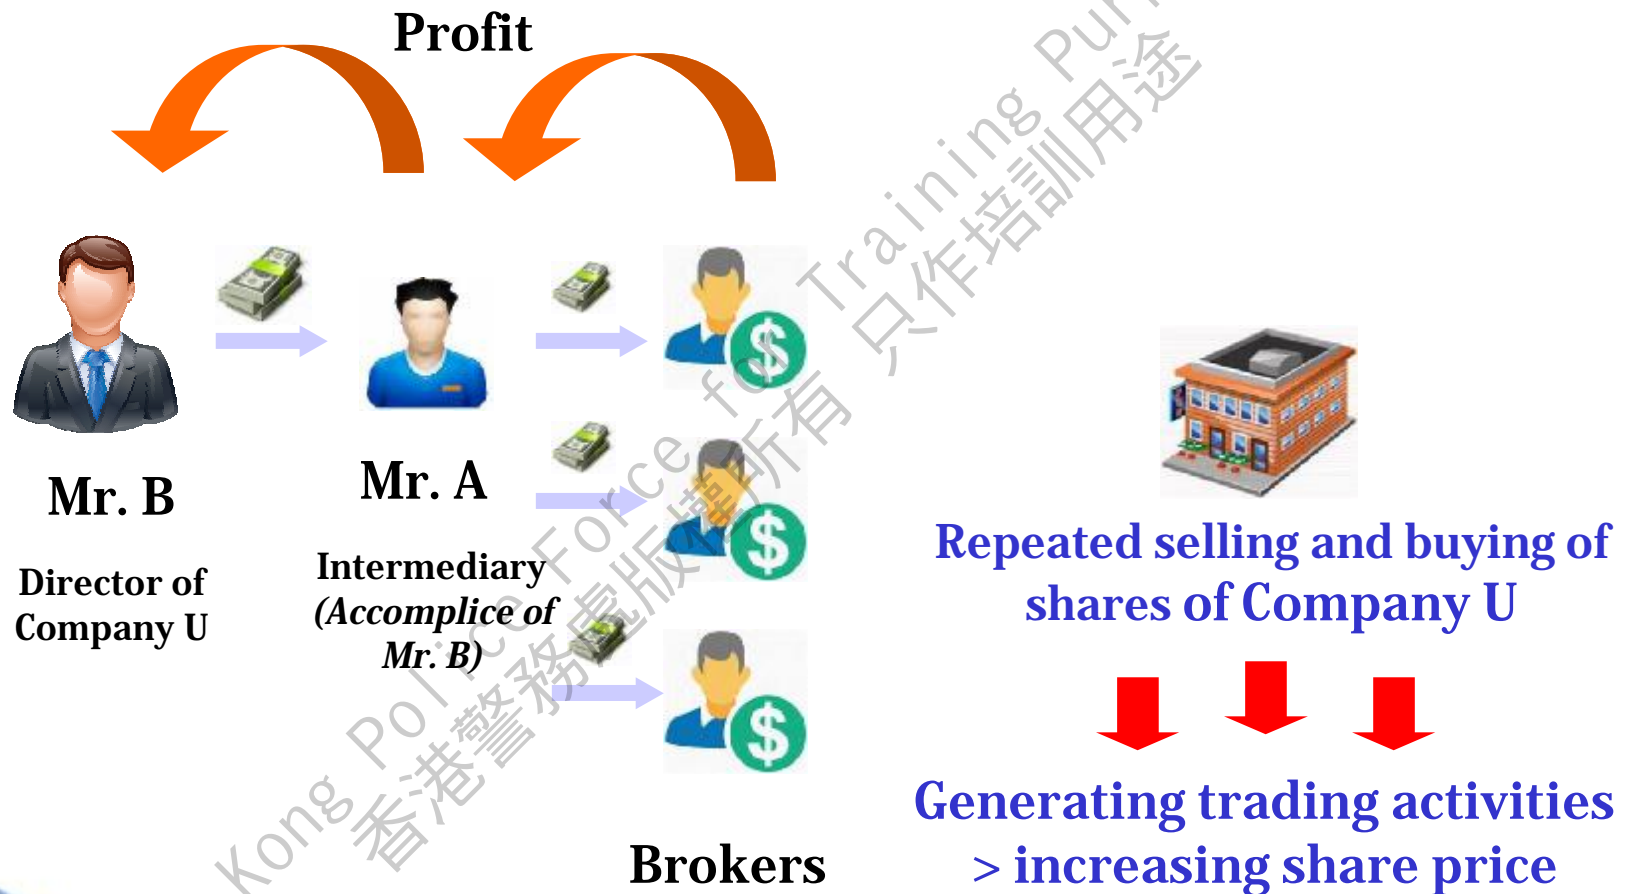 Profit
Mr. B
Director of
Company U
Mr. A
Intermediary
(Accomplice of
Mr. B)
Brokers
Repeated selling and buying of
shares of Company U
Generating trading activities
> increasing share price
Kong Police Force for Training
香港警務處版權所有 只作培訓用途